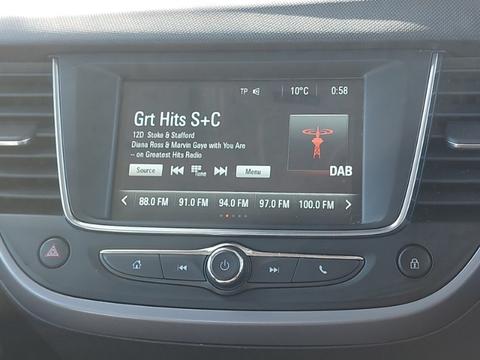 TP 10°C 0:58
Grt Hits S+C
12D Stoke & Stafford
Diana Ross & Marvin Gaye with You Are
– on Greatest Hits Radio
Source Tune Menu
DAB
88.0 FM 91.0 FM 94.0 FM 97.0 FM 100.0 FM